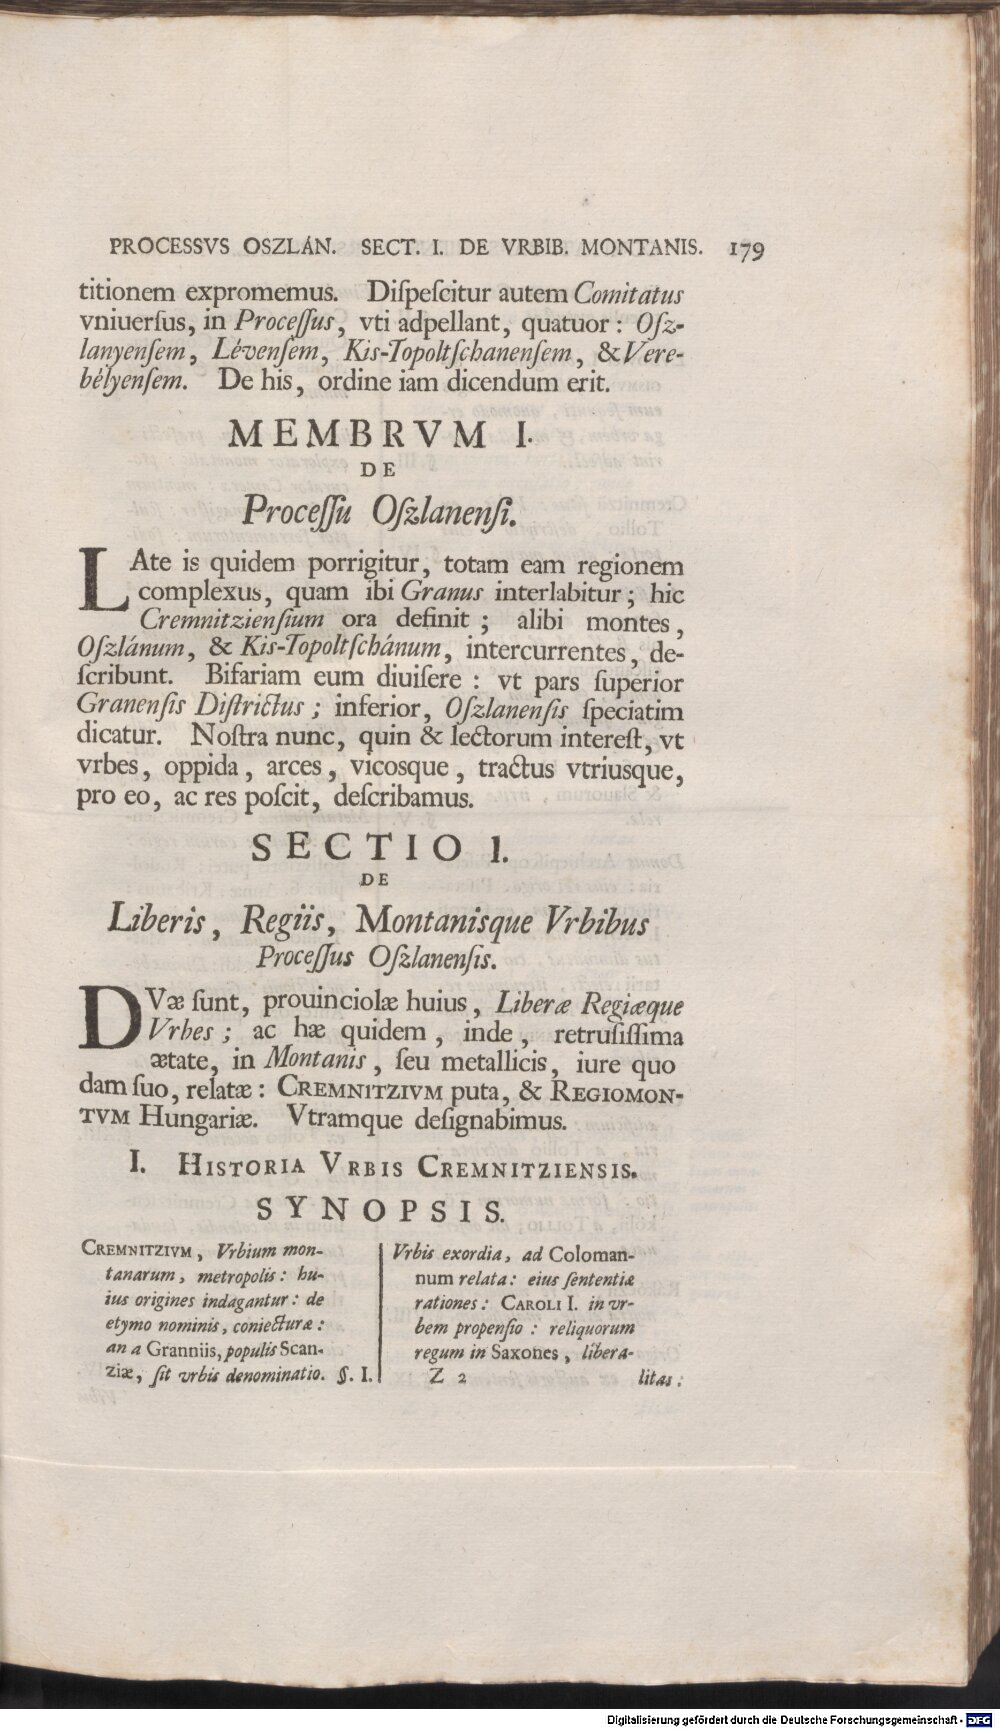 PROCESSVS OSZLÁN. SECT. I. DE VRBIB. MONTANIS. 179
titionem expromemus. Diſpeſcitur autem Comitatus
vniuerſus, in Proceſſus, vti adpellant, quatuor: Oſz-
lanyenſem, Lévenſem, Kis-Topoltſchanenſem, & Vere-
bélyenſem. De his, ordine iam dicendum erit.
MEMBRVM I.
DE
Proceſſu Oſzlanenſi.
LAte is quidem porrigitur, totam eam regionem
complexus, quam ibi Granus interlabitur; hic
Cremnitzienſium ora definit; alibi montes,
Oſzlánum, & Kis-Topoltſchánum, intercurrentes, de-
ſcribunt. Bifariam eum diuiſere: vt pars ſuperior
Granenſis Diſtrictus; inferior, Oſzlanenſis ſpeciatim
dicatur. Noſtra nunc, quin & lectorum intereſt, vt
vrbes, oppida, arces, vicosque, tractus vtriusque,
pro eo, ac res poſcit, deſcribamus.
SECTIO I.
DE
Liberis, Regiis, Montanisque Vrbibus
Proceſſus Oſzlanenſis.
DVæ ſunt, prouinciolæ huius, Liberæ Regiæque
Vrbes; ac hæ quidem, inde, retruſiſſima
ætate, in Montanis, ſeu metallicis, iure quo
dam ſuo, relatæ: CREMNITZIVM puta, & REGIOMON-
TVM Hungariæ. Vtramque deſignabimus.
I. HISTORIA VRBIS CREMNITZIENSIS.
SYNOPSIS.
CREMNITZIVM, Vrbium mon-
tanarum, metropolis: hu-
ius origines indagantur: de
etymo nominis, coniecturæ:
an a Granniis, populis Scan-
ziæ, ſit vrbis denominatio. §. I.
Vrbis exordia, ad Coloman-
num relata: eius ſententiæ
rationes: CAROLI I. in vr-
bem propenſio: reliquorum
regum in Saxones, libera-
Z 2 litas:
Digitalisierung gefördert durch die Deutsche Forschungsgemeinschaft - DFG